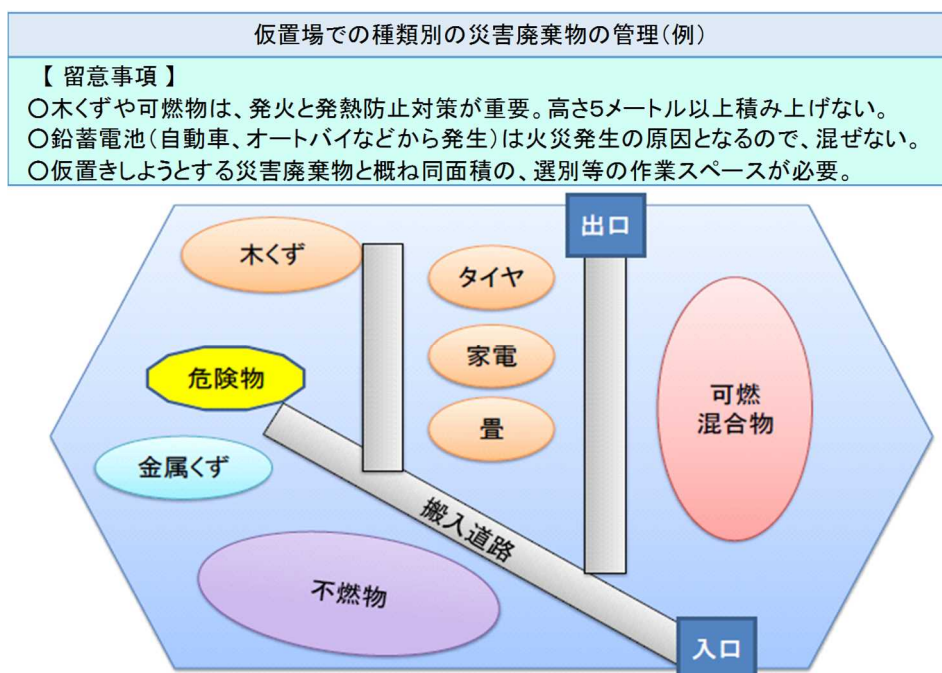 仮置場での種類別の災害廃棄物の管理(例)
【 留意事項 】
○木くずや可燃物は、発火と発熱防止対策が重要。高さ5メートル以上積み上げない。
○鉛蓄電池(自動車、オートバイなどから発生)は火災発生の原因となるので、混ぜない。
○仮置きしようとする災害廃棄物と概ね同面積の、選別等の作業スペースが必要。
出口
木くず
タイヤ
家電
危険物
可燃
混合物
畳
金属くず
搬入道路
不燃物
入口